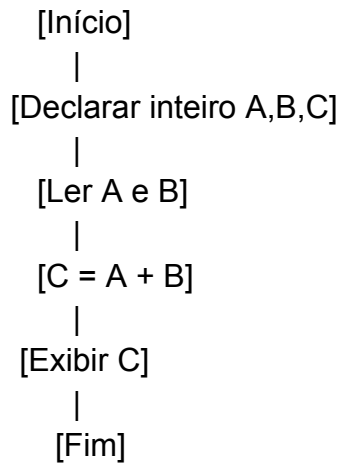 [Início]
|
[Declarar inteiro A,B,C]
|
[Ler A e B]
|
[C = A + B]
|
[Exibir C]
|
[Fim]